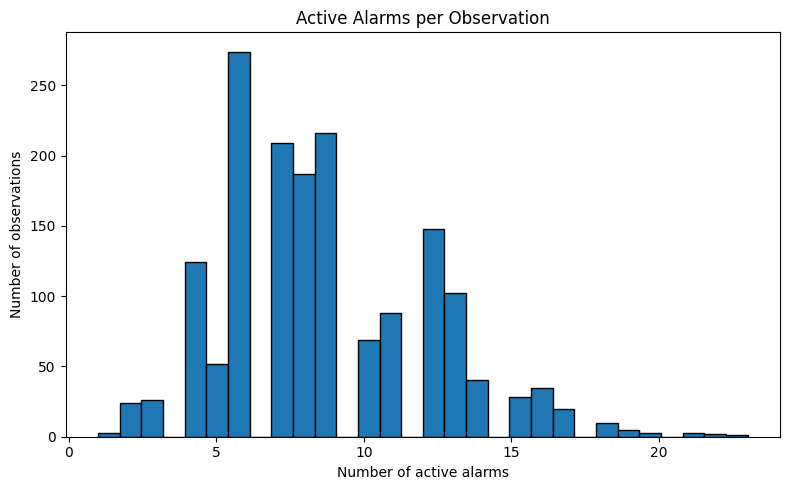 Active Alarms per Observation
Number of observations
250
200
150
100
50
0
0 5 10 15 20
Number of active alarms